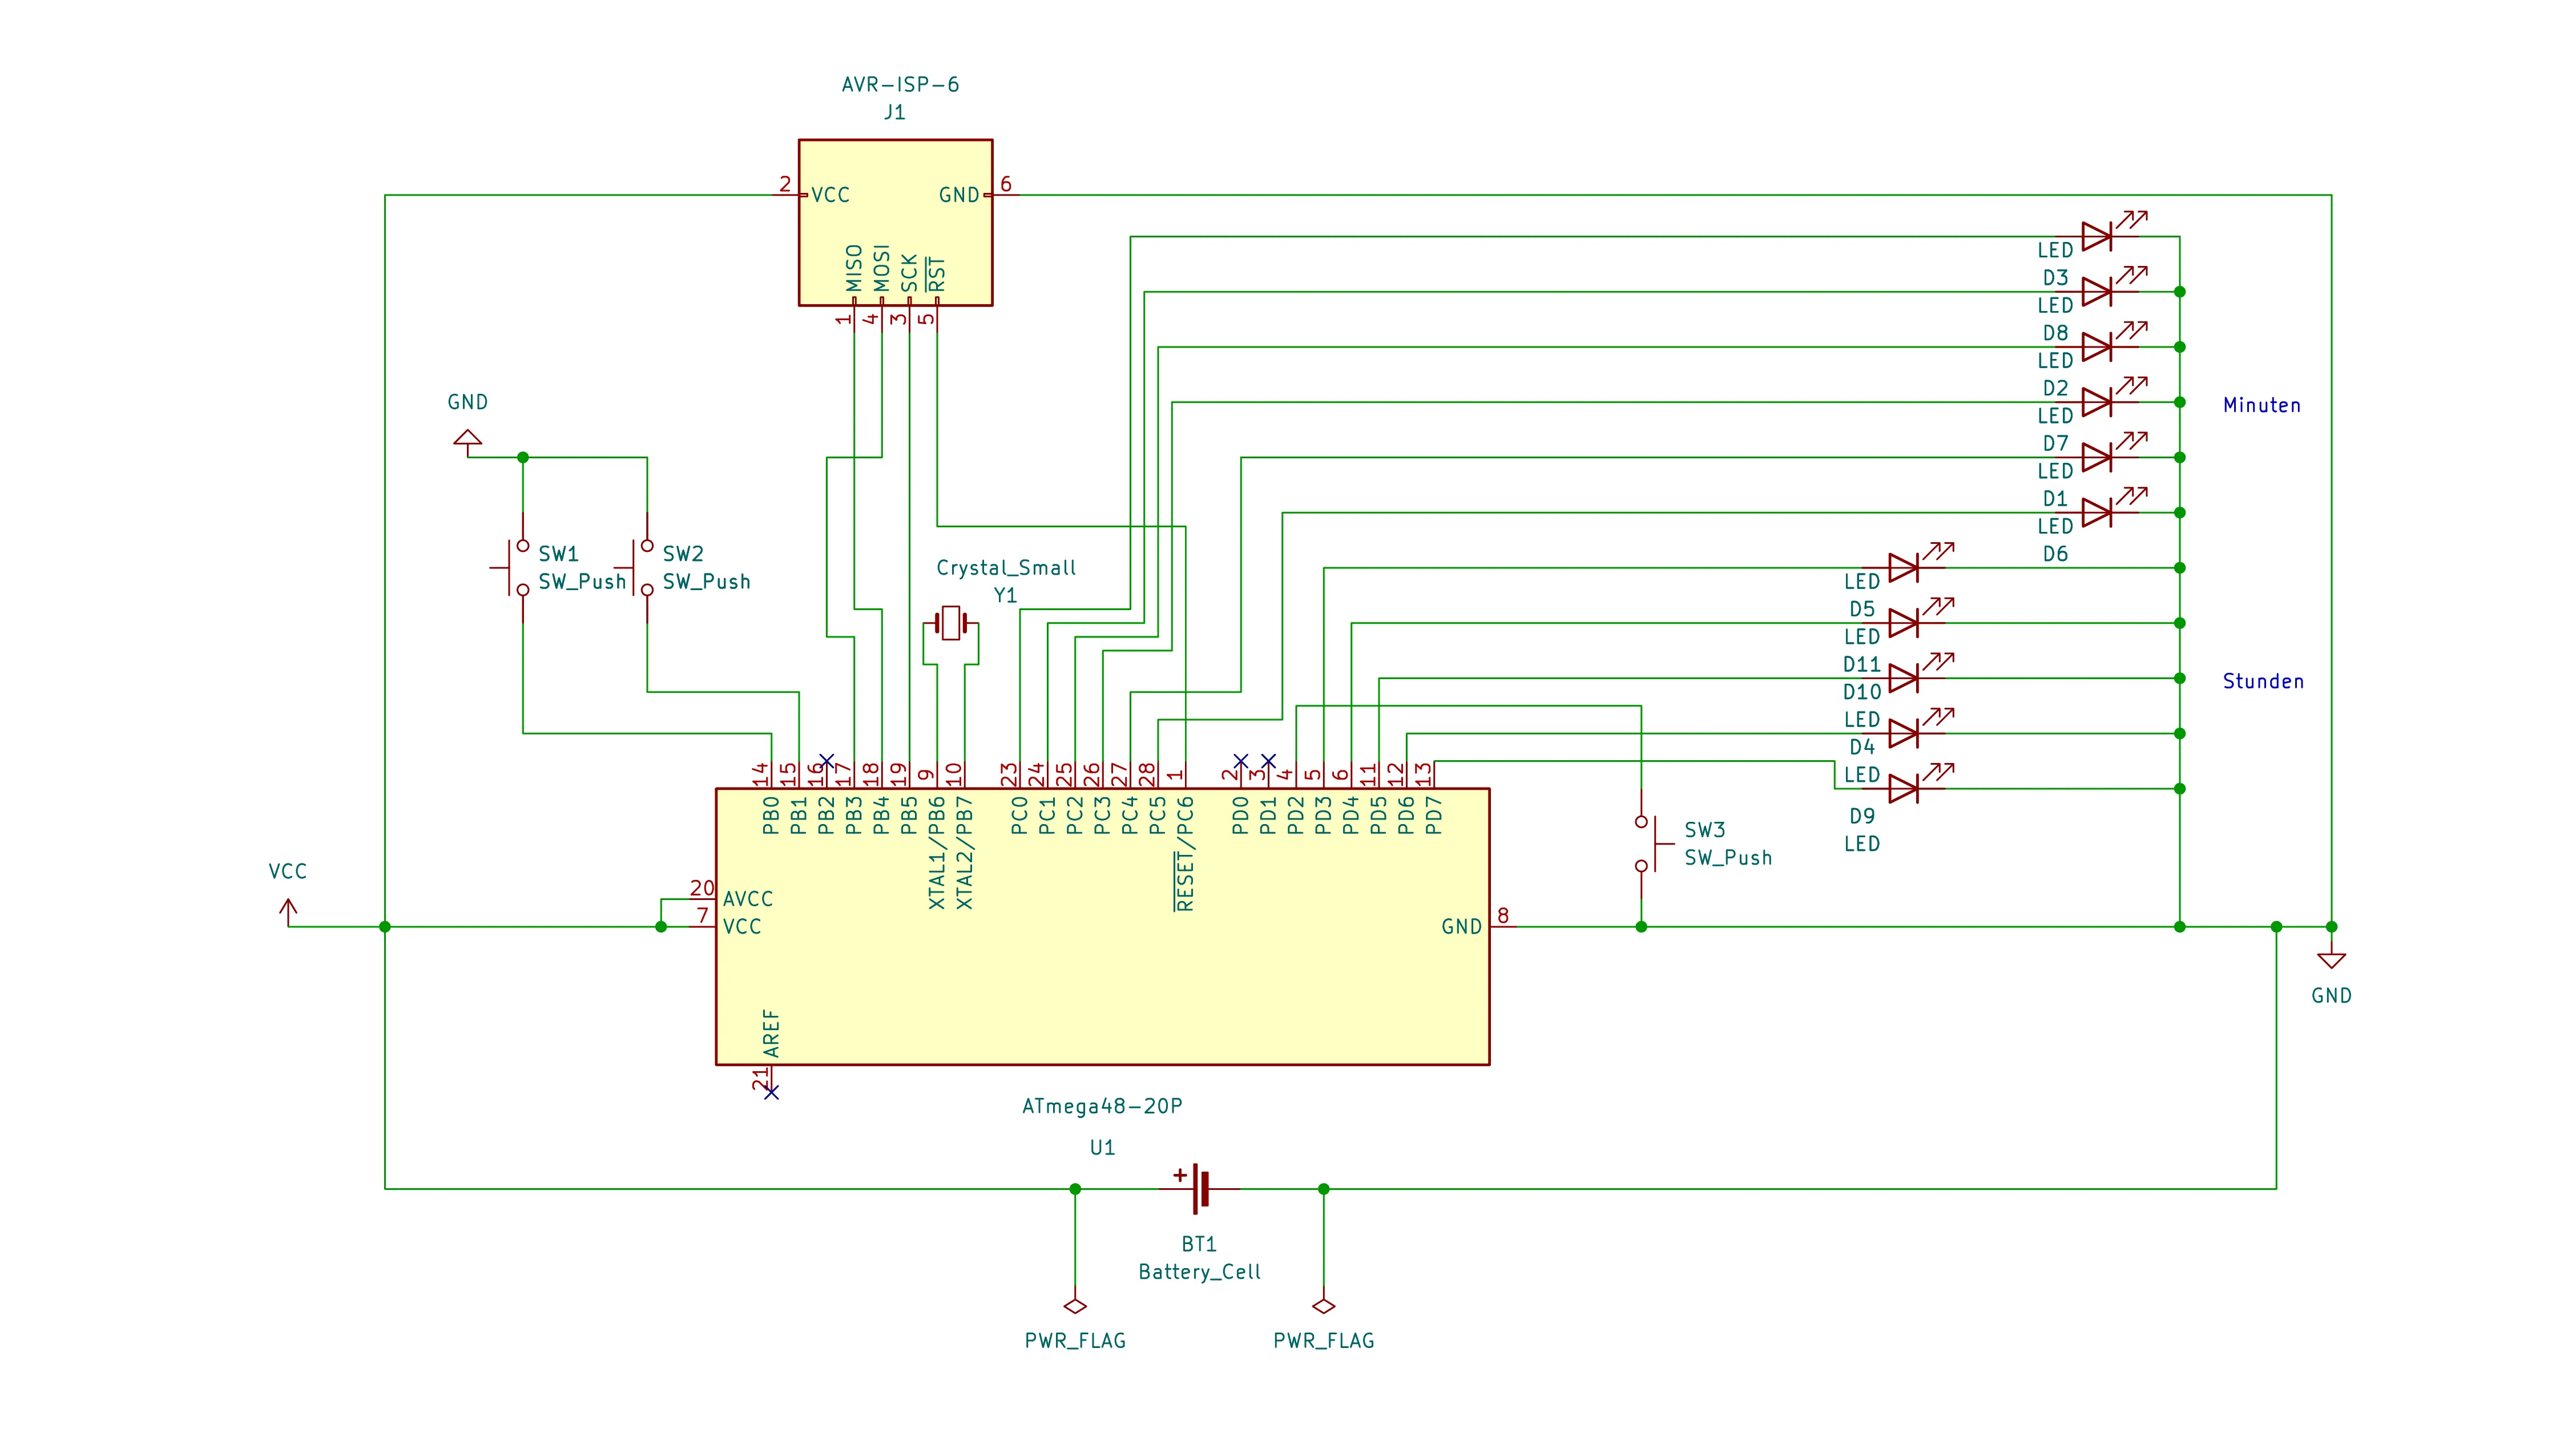 AVR-ISP-6
J1
2
VCC
GND
6
MISO
MOSI
SCK
RST
1
4
3
5
LED
D3
LED
D8
LED
D2
LED
D7
LED
D1
LED
D6
Minuten
GND
SW1
SW_Push
SW2
SW_Push
Crystal_Small
Y1
LED
D5
LED
D11
D10
LED
D4
LED
D9
LED
Stunden
14
15
16
17
18
19
9
10
23
24
25
26
27
28
1
2
3
4
5
6
11
12
13
PB0
PB1
PB2
PB3
PB4
PB5
XTAL1/PB6
XTAL2/PB7
PC0
PC1
PC2
PC3
PC4
PC5
RESET/PC6
PD0
PD1
PD2
PD3
PD4
PD5
PD6
PD7
SW3
SW_Push
VCC
20
AVCC
7
VCC
GND
8
GND
AREF
21
ATmega48-20P
U1
+
BT1
Battery_Cell
PWR_FLAG
PWR_FLAG